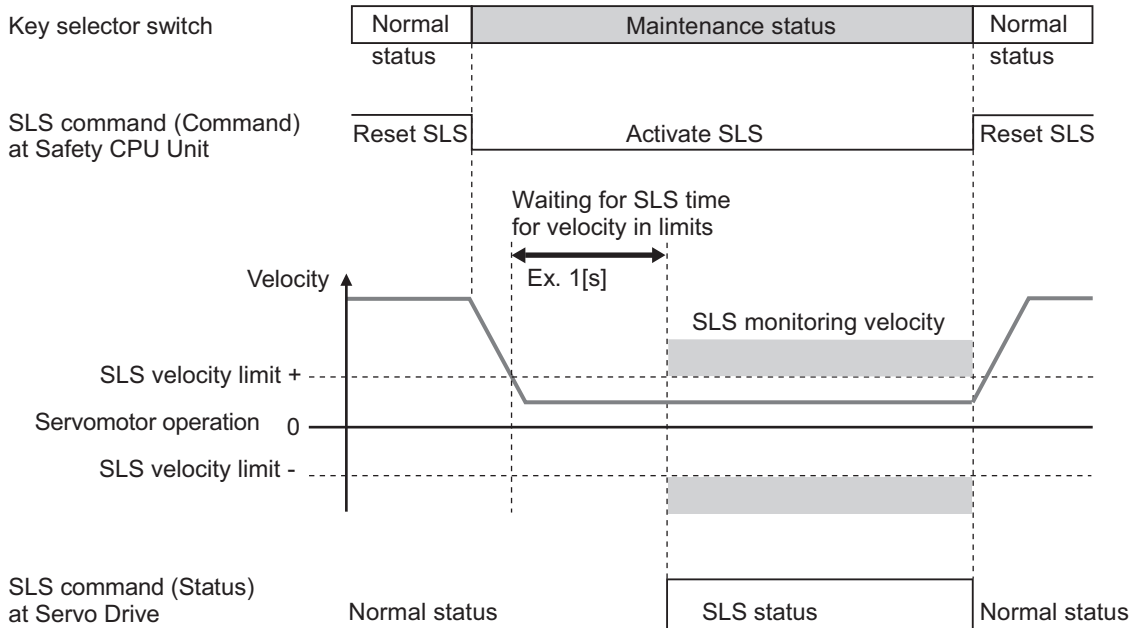 Key selector switch
Normal
status
Maintenance status
Normal
status
SLS command (Command)
at Safety CPU Unit
Reset SLS
Activate SLS
Reset SLS
Waiting for SLS time
for velocity in limits
Ex. 1[s]
Velocity
SLS monitoring velocity
SLS velocity limit +
Servomotor operation 0
SLS velocity limit -
SLS command (Status)
at Servo Drive
Normal status
SLS status
Normal status